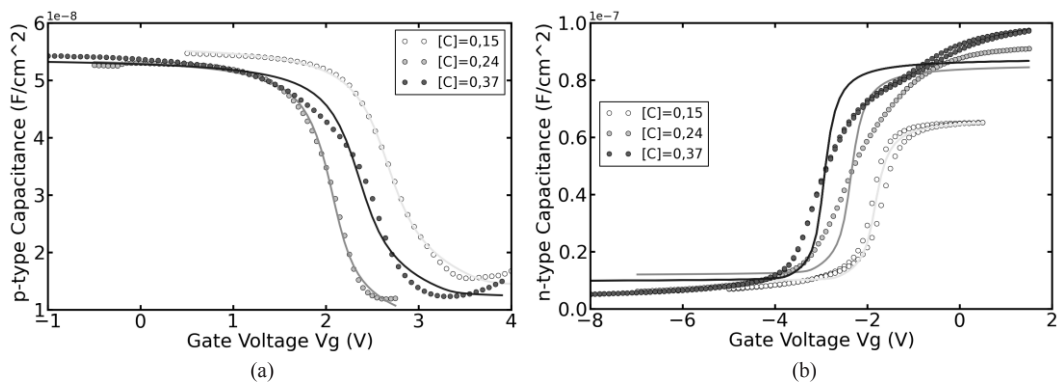 1e−8
6
5
4
3
2
1
−1 0 1 2 3 4
p-type Capacitance (F/cm^2)
Gate Voltage Vg (V)
[C]=0,15
[C]=0,24
[C]=0,37
(a)
1e−7
1.0
0.8
0.6
0.4
0.2
0.0
−8 −6 −4 −2 0 2
n-type Capacitance (F/cm^2)
Gate Voltage Vg (V)
[C]=0,15
[C]=0,24
[C]=0,37
(b)